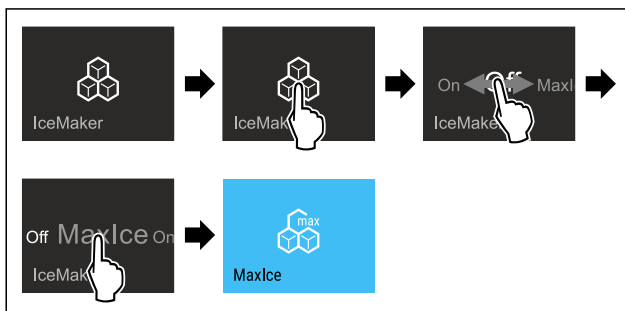 IceMaker
IceMak
On Off MaxI
IceMake
Off MaxIce On
IceMak
max
MaxIce